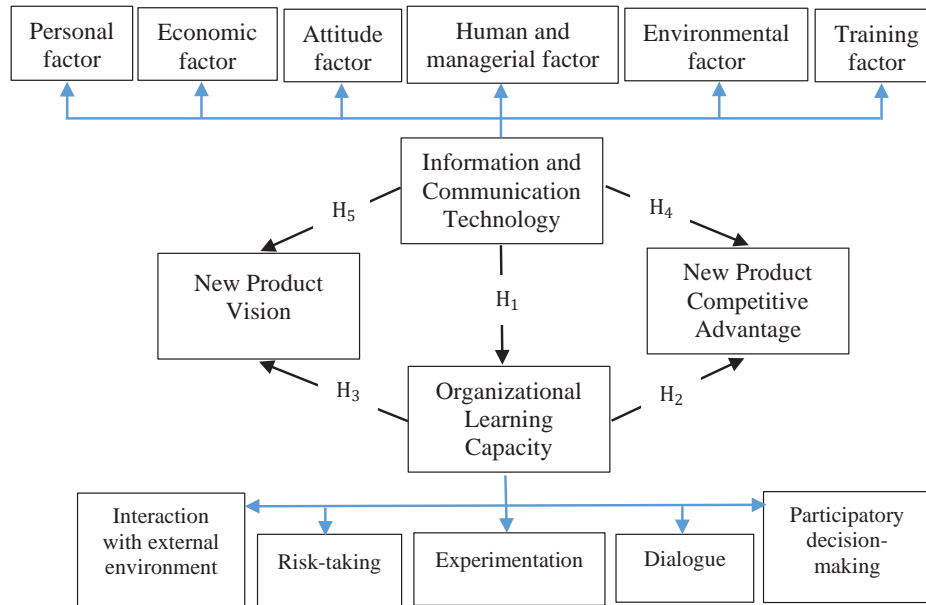 Personal
factor
Economic
factor
Attitude
factor
Human and
managerial factor
Environmental
factor
Training
factor
Information and
Communication
Technology
H₅
H₄
New Product
Vision
H₁
New Product
Competitive
Advantage
H₃
Organizational
Learning
Capacity
H₂
Interaction
with external
environment
Risk-taking
Experimentation
Dialogue
Participatory
decision-
making